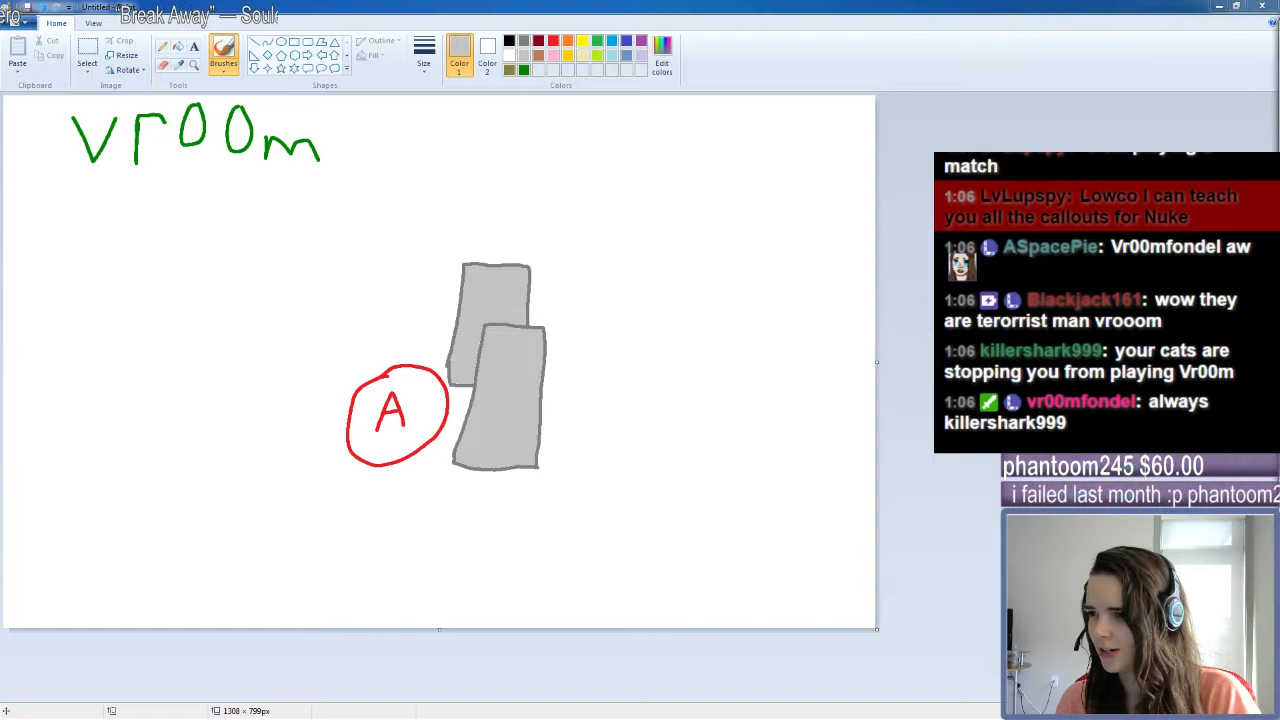 "Break Away" — Soul
Untitled -
Home
View
Paste
Cut
Copy
Clipboard
Select
Crop
Resize
Rotate
Image
A
Tools
Brushes
Shapes
Outline
Fill
Size
Color 1
Color 2
Edit colors
Colors
vr00m
A
match
1:06 LvLupspy: Lowco I can teach
you all the callouts for Nuke
1:06 ASpacePie: Vr00mfondel aw
1:06 Blackjack161: wow they
are terorrist man vrooom
1:06 killershark999: your cats are
stopping you from playing Vr00m
1:06 vr00mfondel: always
killershark999
phantoom245 $60.00
i failed last month :p phantoom2
1308 × 799px